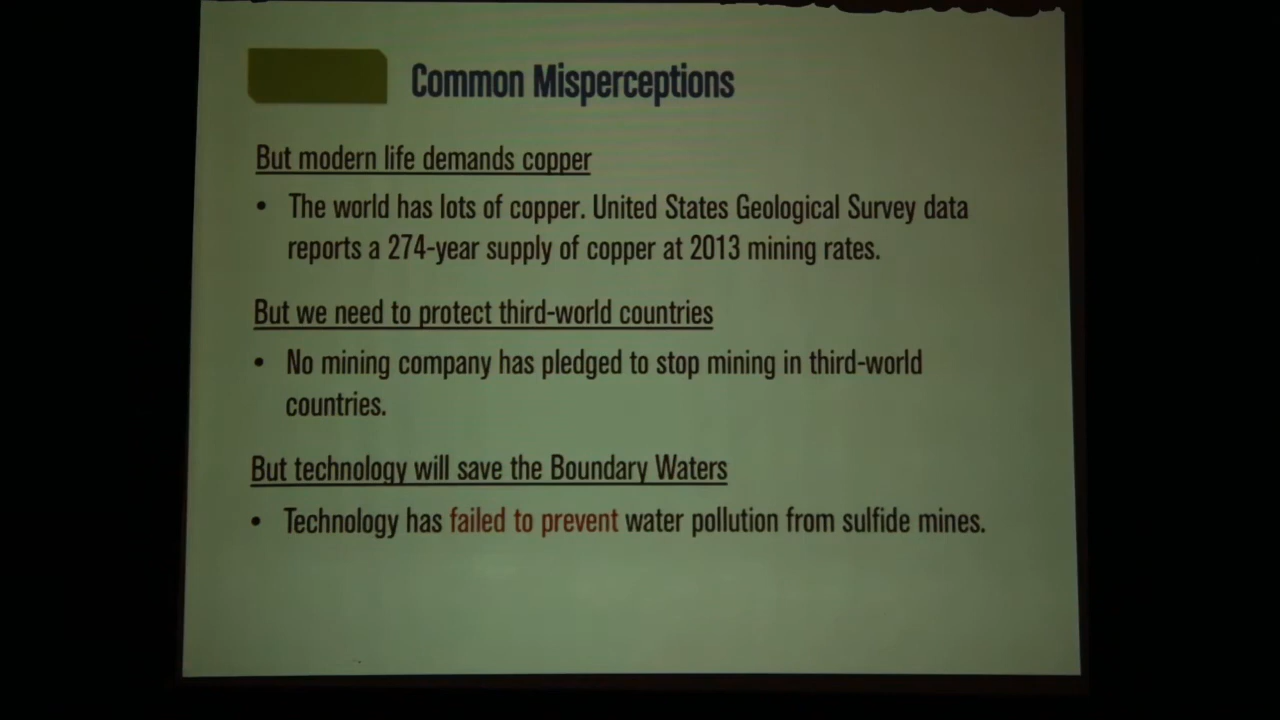 Common Misperceptions
But modern life demands copper
• The world has lots of copper. United States Geological Survey data
reports a 274-year supply of copper at 2013 mining rates.
But we need to protect third-world countries
• No mining company has pledged to stop mining in third-world
countries.
But technology will save the Boundary Waters
• Technology has failed to prevent water pollution from sulfide mines.